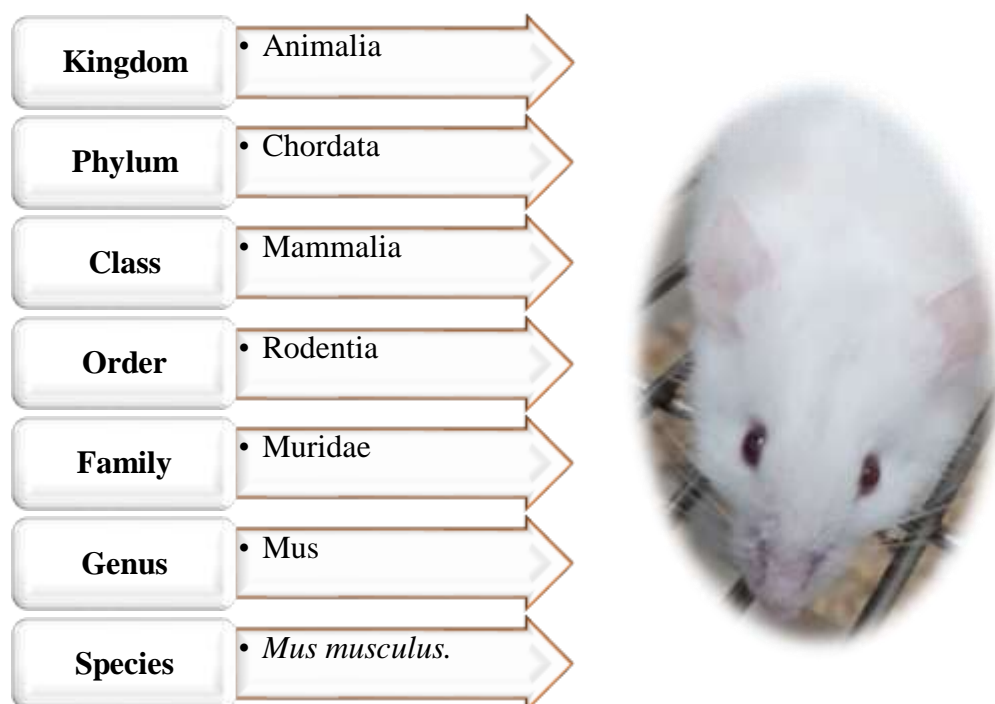 Kingdom
• Animalia
Phylum
• Chordata
Class
• Mammalia
Order
• Rodentia
Family
• Muridae
Genus
• Mus
Species
• Mus musculus.